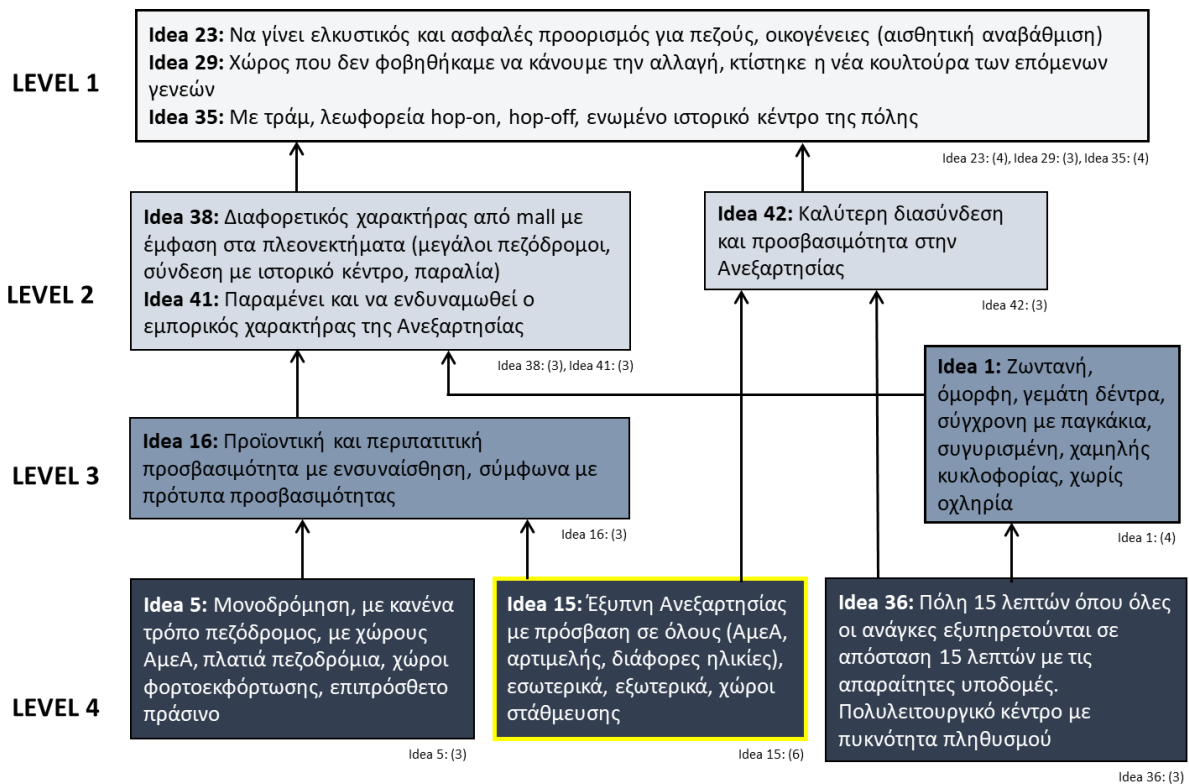 LEVEL 1
Idea 23: Να γίνει ελκυστικός και ασφαλές προορισμός για πεζούς, οικογένειες (αισθητική αναβάθμιση)
Idea 29: Χώρος που δεν φοβηθήκαμε να κάνουμε την αλλαγή, κτίστηκε η νέα κουλτούρα των επόμενων
γενεών
Idea 35: Με τράμ, λεωφορεία hop-on, hop-off, ενωμένο ιστορικό κέντρο της πόλης
Idea 23: (4), Idea 29: (3), Idea 35: (4)
LEVEL 2
Idea 38: Διαφορετικός χαρακτήρας από mall με
έμφαση στα πλεονεκτήματα (μεγάλοι πεζόδρομοι,
σύνδεση με ιστορικό κέντρο, παραλία)
Idea 41: Παραμένει και να ενδυναμωθεί ο
εμπορικός χαρακτήρας της Ανεξαρτησίας
Idea 38: (3), Idea 41: (3)
Idea 42: Καλύτερη διασύνδεση
και προσβασιμότητα στην
Ανεξαρτησίας
Idea 42: (3)
LEVEL 3
Idea 16: Προϊοντική και περιπατιτική
προσβασιμότητα με ενσυναίσθηση, σύμφωνα με
πρότυπα προσβασιμότητας
Idea 16: (3)
Idea 1: Ζωντανή,
όμορφη, γεμάτη δέντρα,
σύγχρονη με παγκάκια,
συγυρισμένη, χαμηλής
κυκλοφορίας, χωρίς
οχληρία
Idea 1: (4)
LEVEL 4
Idea 5: Μονοδρόμηση, με κανένα
τρόπο πεζόδρομος, με χώρους
ΑμεΑ, πλατιά πεζοδρόμια, χώροι
φορτοεκφόρτωσης, επιπρόσθετο
πράσινο
Idea 5: (3)
Idea 15: Έξυπνη Ανεξαρτησίας
με πρόσβαση σε όλους (ΑμεΑ,
αρτιμελής, διάφορες ηλικίες),
εσωτερικά, εξωτερικά, χώροι
στάθμευσης
Idea 15: (6)
Idea 36: Πόλη 15 λεπτών όπου όλες
οι ανάγκες εξυπηρετούνται σε
απόσταση 15 λεπτών με τις
απαραίτητες υποδομές.
Πολυλειτουργικό κέντρο με
πυκνότητα πληθυσμού
Idea 36: (3)